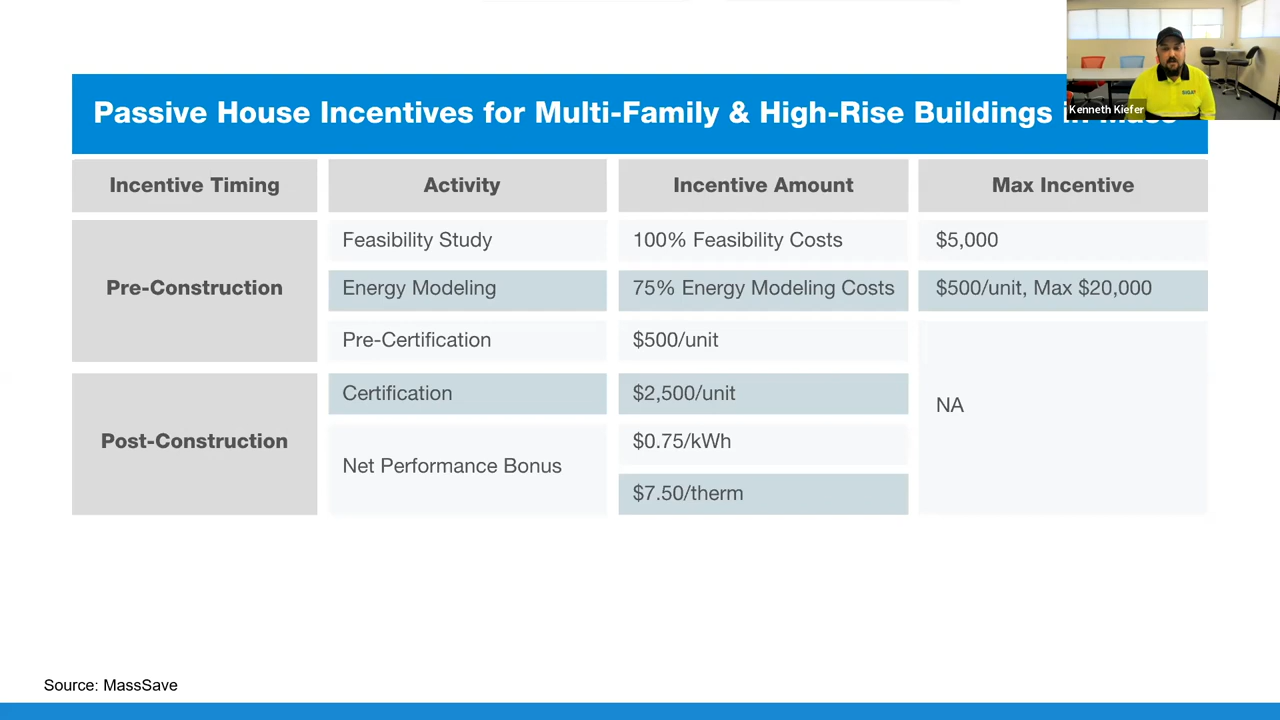 Passive House Incentives for Multi-Family & High-Rise Buildings in Mass
Kenneth Kiefer
Incentive Timing
Activity
Incentive Amount
Max Incentive
Pre-Construction
Feasibility Study
100% Feasibility Costs
$5,000
Energy Modeling
75% Energy Modeling Costs
$500/unit, Max $20,000
Pre-Certification
$500/unit
NA
Post-Construction
Certification
$2,500/unit
Net Performance Bonus
$0.75/kWh
$7.50/therm
Source: MassSave